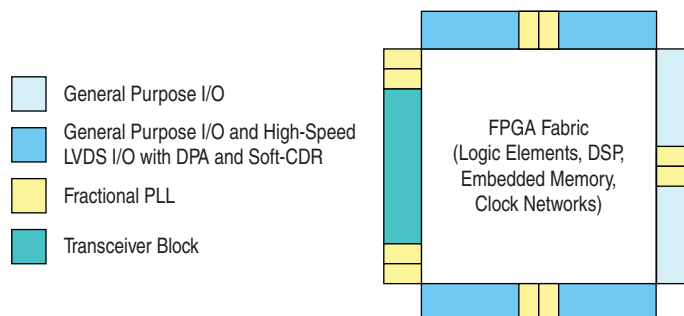 General Purpose I/O
General Purpose I/O and High-Speed
LVDS I/O with DPA and Soft-CDR
Fractional PLL
Transceiver Block
FPGA Fabric
(Logic Elements, DSP,
Embedded Memory,
Clock Networks)